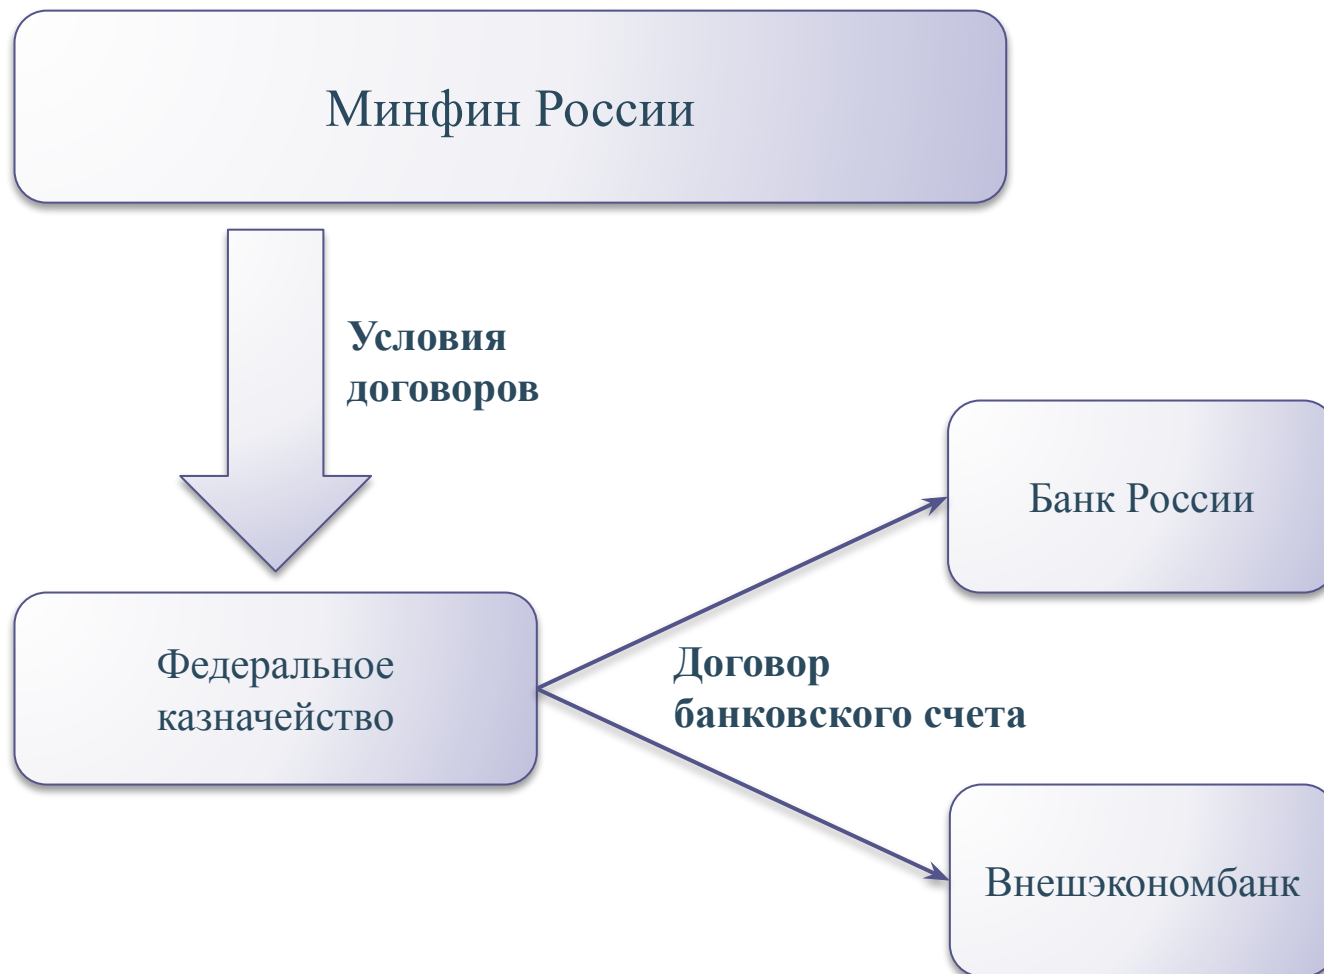 Минфин России
Условия
договоров
Банк России
Федеральное
казначейство
Договор
банковского счета
Внешэкономбанк